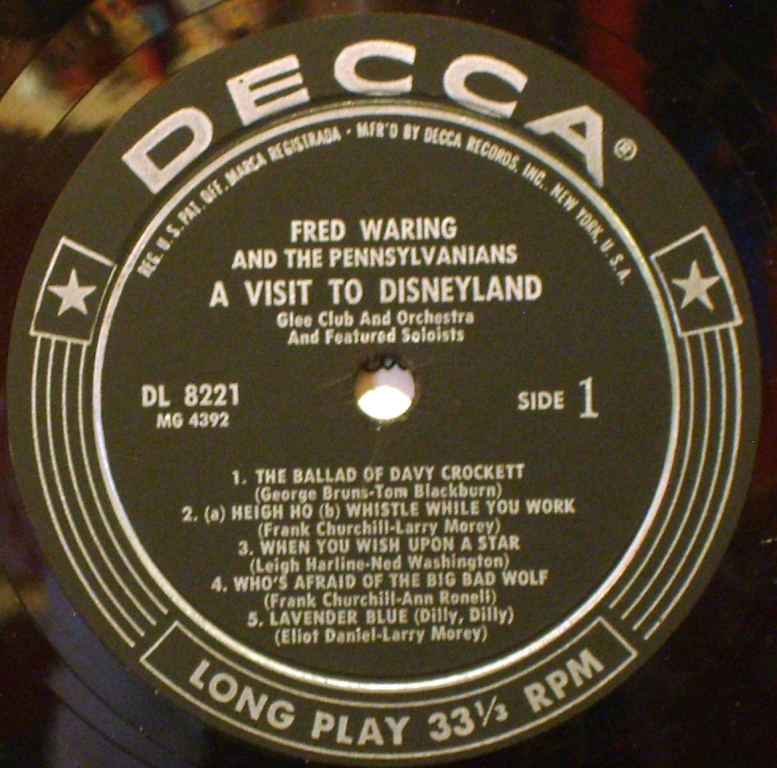 DECCA®
REG. U.S. PAT. OFF. MARCA REGISTRADA • MFR'D BY DECCA RECORDS, INC., NEW YORK, U.S.A.
FRED WARING
AND THE PENNSYLVANIANS
A VISIT TO DISNEYLAND
Glee Club And Orchestra
And Featured Soloists
DL 8221
MG 4392
SIDE 1
1. THE BALLAD OF DAVY CROCKETT
(George Bruns-Tom Blackburn)
2. (a) HEIGH HO (b) WHISTLE WHILE YOU WORK
(Frank Churchill-Larry Morey)
3. WHEN YOU WISH UPON A STAR
(Leigh Harline-Ned Washington)
4. WHO'S AFRAID OF THE BIG BAD WOLF
(Frank Churchill-Ann Ronell)
5. LAVENDER BLUE (Dilly, Dilly)
(Eliot Daniel-Larry Morey)
LONG PLAY 33⅓ RPM